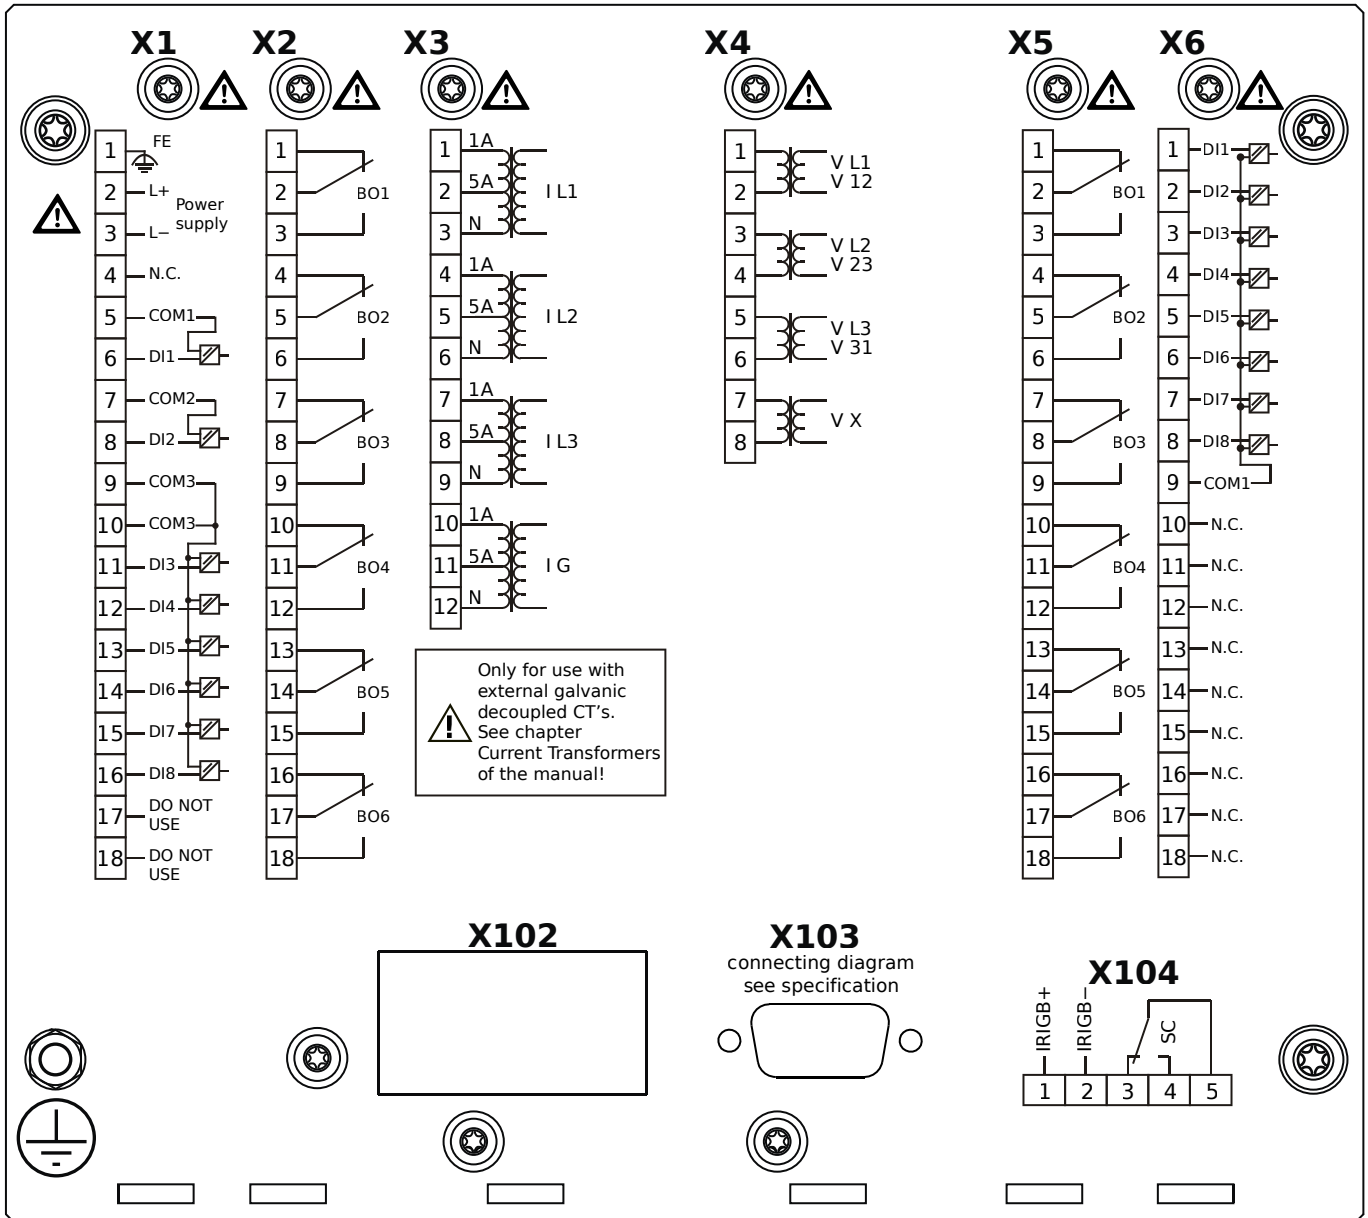 X1
X2
X3
X4
X5
X6
1 FE
2 L+
Power
supply
3 L−
4 N.C.
5 COM1
6 DI1
7 COM2
8 DI2
9 COM3
10 COM3
11 DI3
12 DI4
13 DI5
14 DI6
15 DI7
16 DI8
17 DO NOT
USE
18 DO NOT
USE
1
2 BO1
3
4
5 BO2
6
7
8 BO3
9
10
11 BO4
12
13
14 BO5
15
16
17 BO6
18
1 1A
2 5A I L1
3 N
4 1A
5 5A I L2
6 N
7 1A
8 5A I L3
9 N
10 1A
11 5A I G
12 N
Only for use with
external galvanic
decoupled CT's.
See chapter
Current Transformers
of the manual!
1 V L1
2 V 12
3 V L2
4 V 23
5 V L3
6 V 31
7 V X
8
1
2 BO1
3
4
5 BO2
6
7
8 BO3
9
10
11 BO4
12
13
14 BO5
15
16
17 BO6
18
1 DI1
2 DI2
3 DI3
4 DI4
5 DI5
6 DI6
7 DI7
8 DI8
9 COM1
10 N.C.
11 N.C.
12 N.C.
13 N.C.
14 N.C.
15 N.C.
16 N.C.
17 N.C.
18 N.C.
X102
X103
connecting diagram
see specification
X104
IRIGB+
IRIGB−
SC
1 2 3 4 5